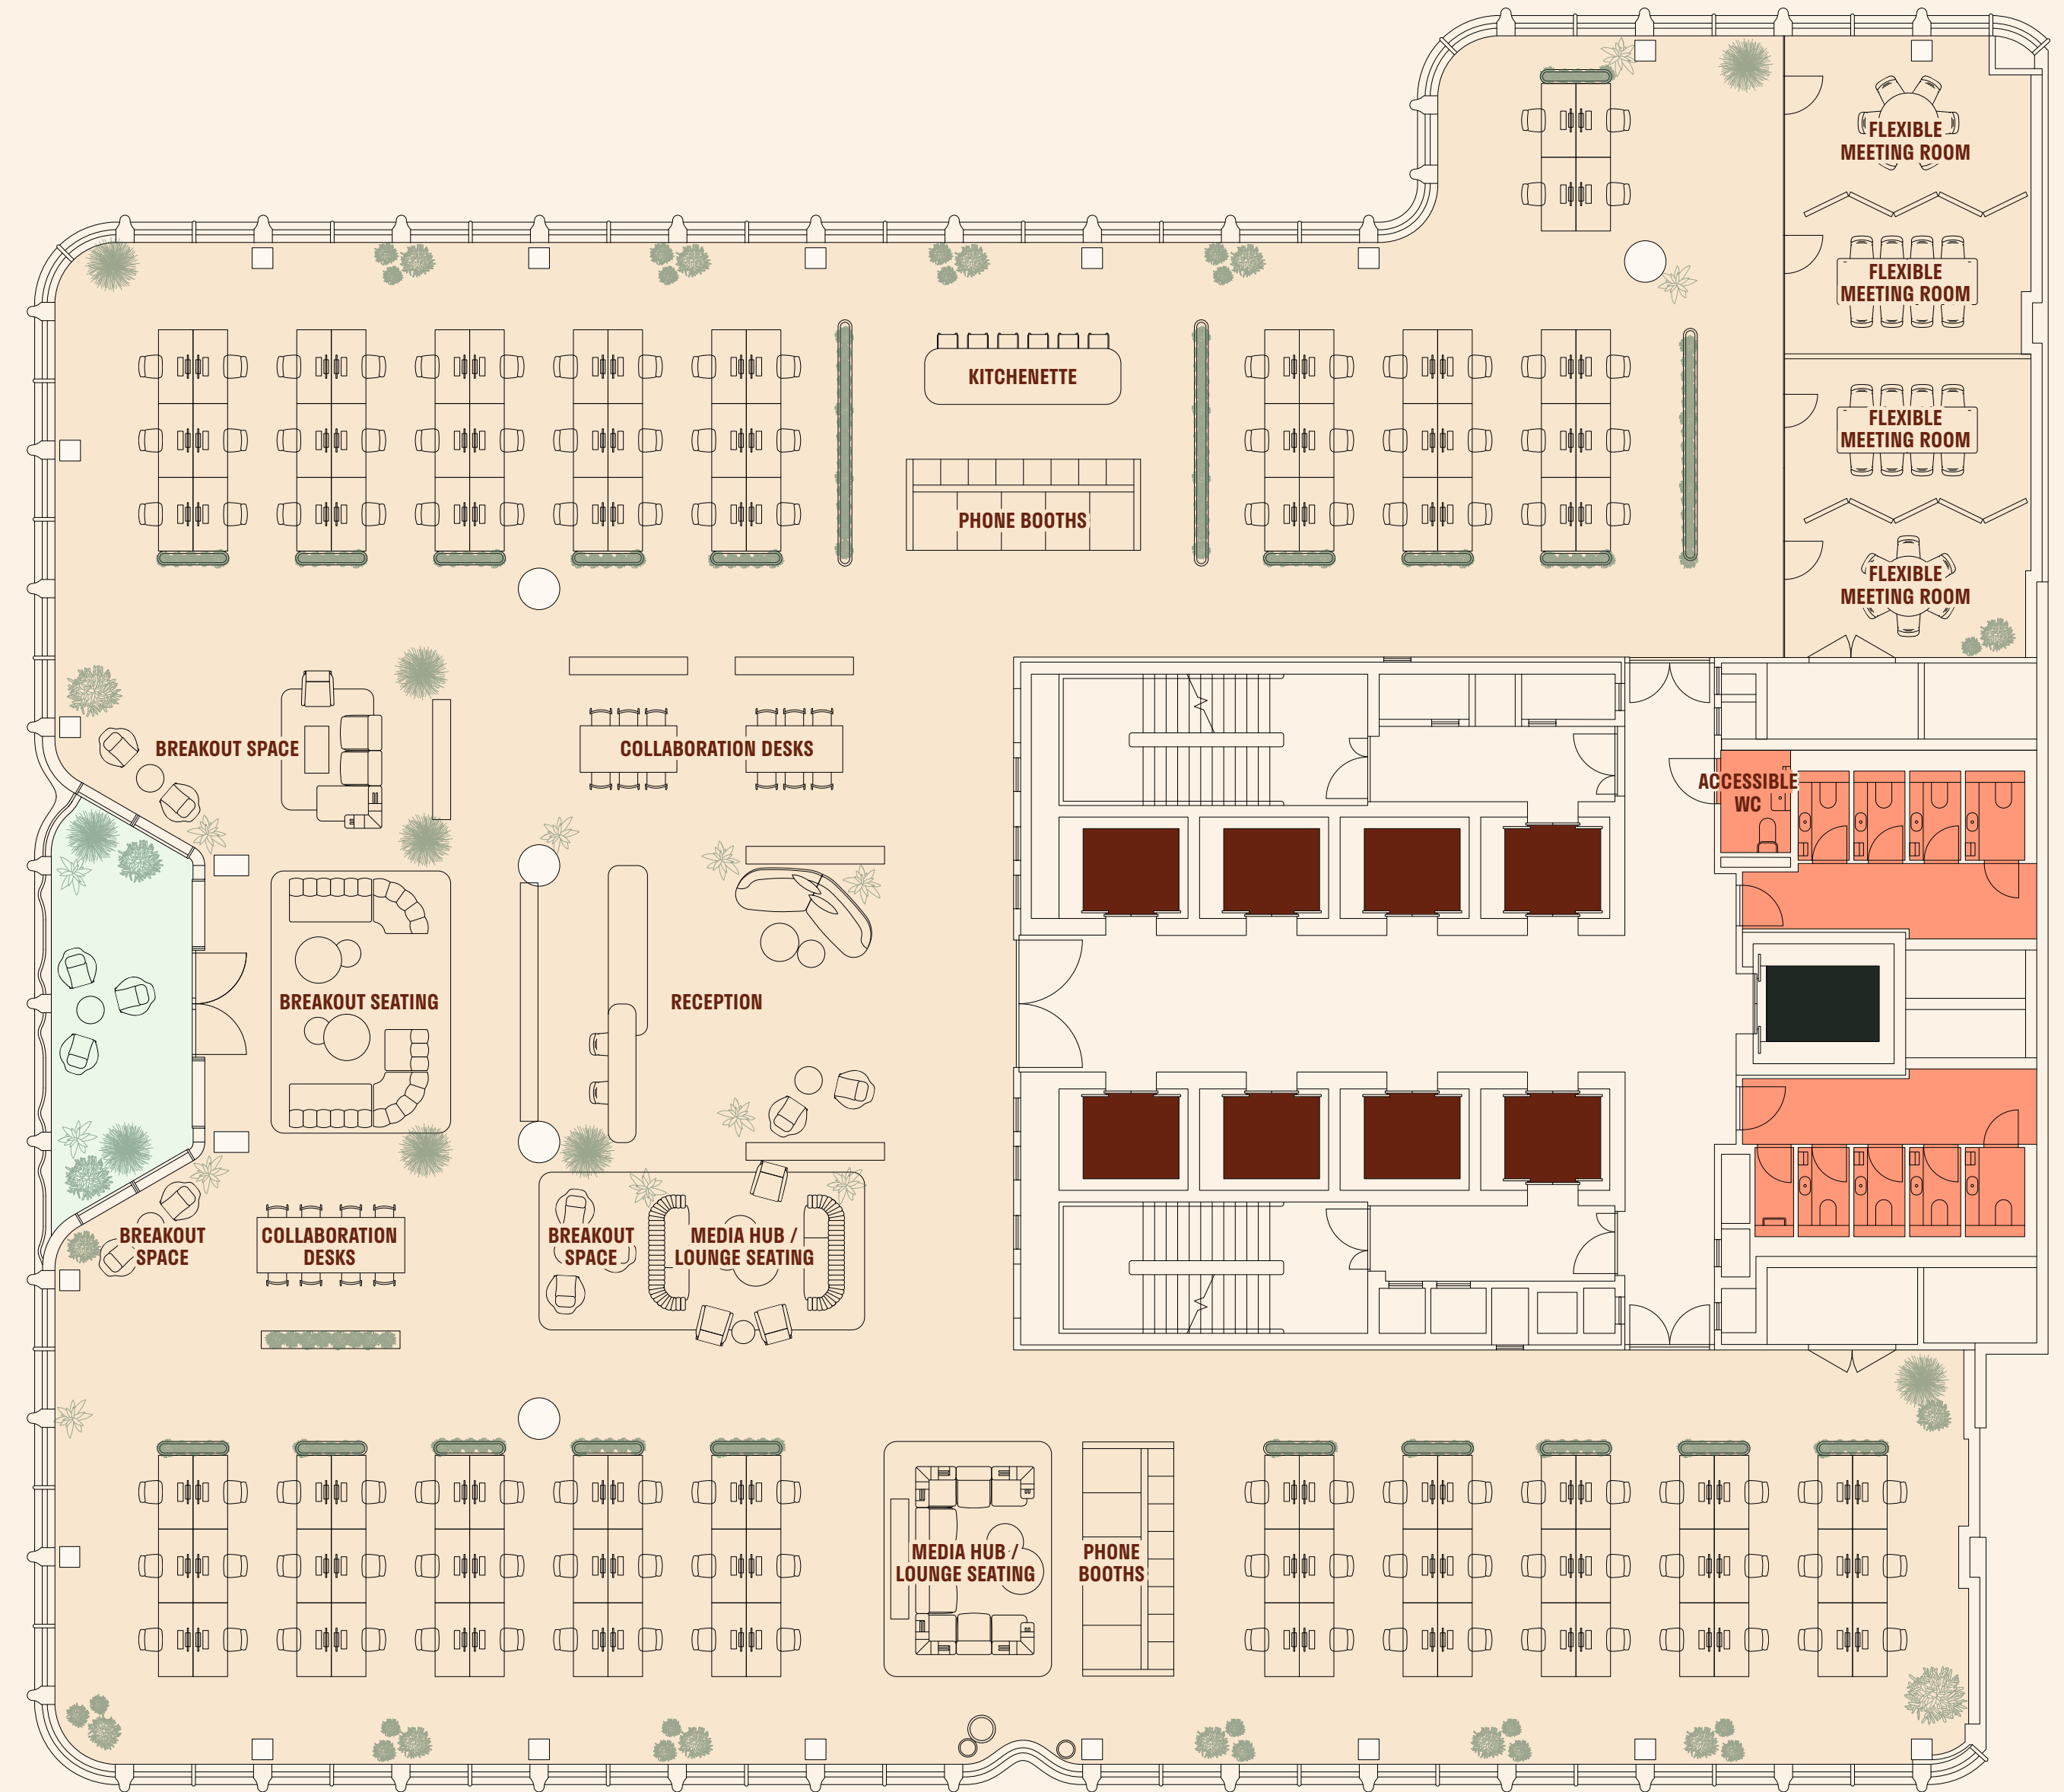 FLEXIBLE
MEETING ROOM
FLEXIBLE
MEETING ROOM
KITCHENETTE
FLEXIBLE
MEETING ROOM
PHONE BOOTHS
FLEXIBLE
MEETING ROOM
BREAKOUT SPACE
COLLABORATION DESKS
ACCESSIBLE
WC
BREAKOUT SEATING
RECEPTION
BREAKOUT
SPACE
COLLABORATION
DESKS
BREAKOUT
SPACE
MEDIA HUB /
LOUNGE SEATING
MEDIA HUB /
LOUNGE SEATING
PHONE
BOOTHS